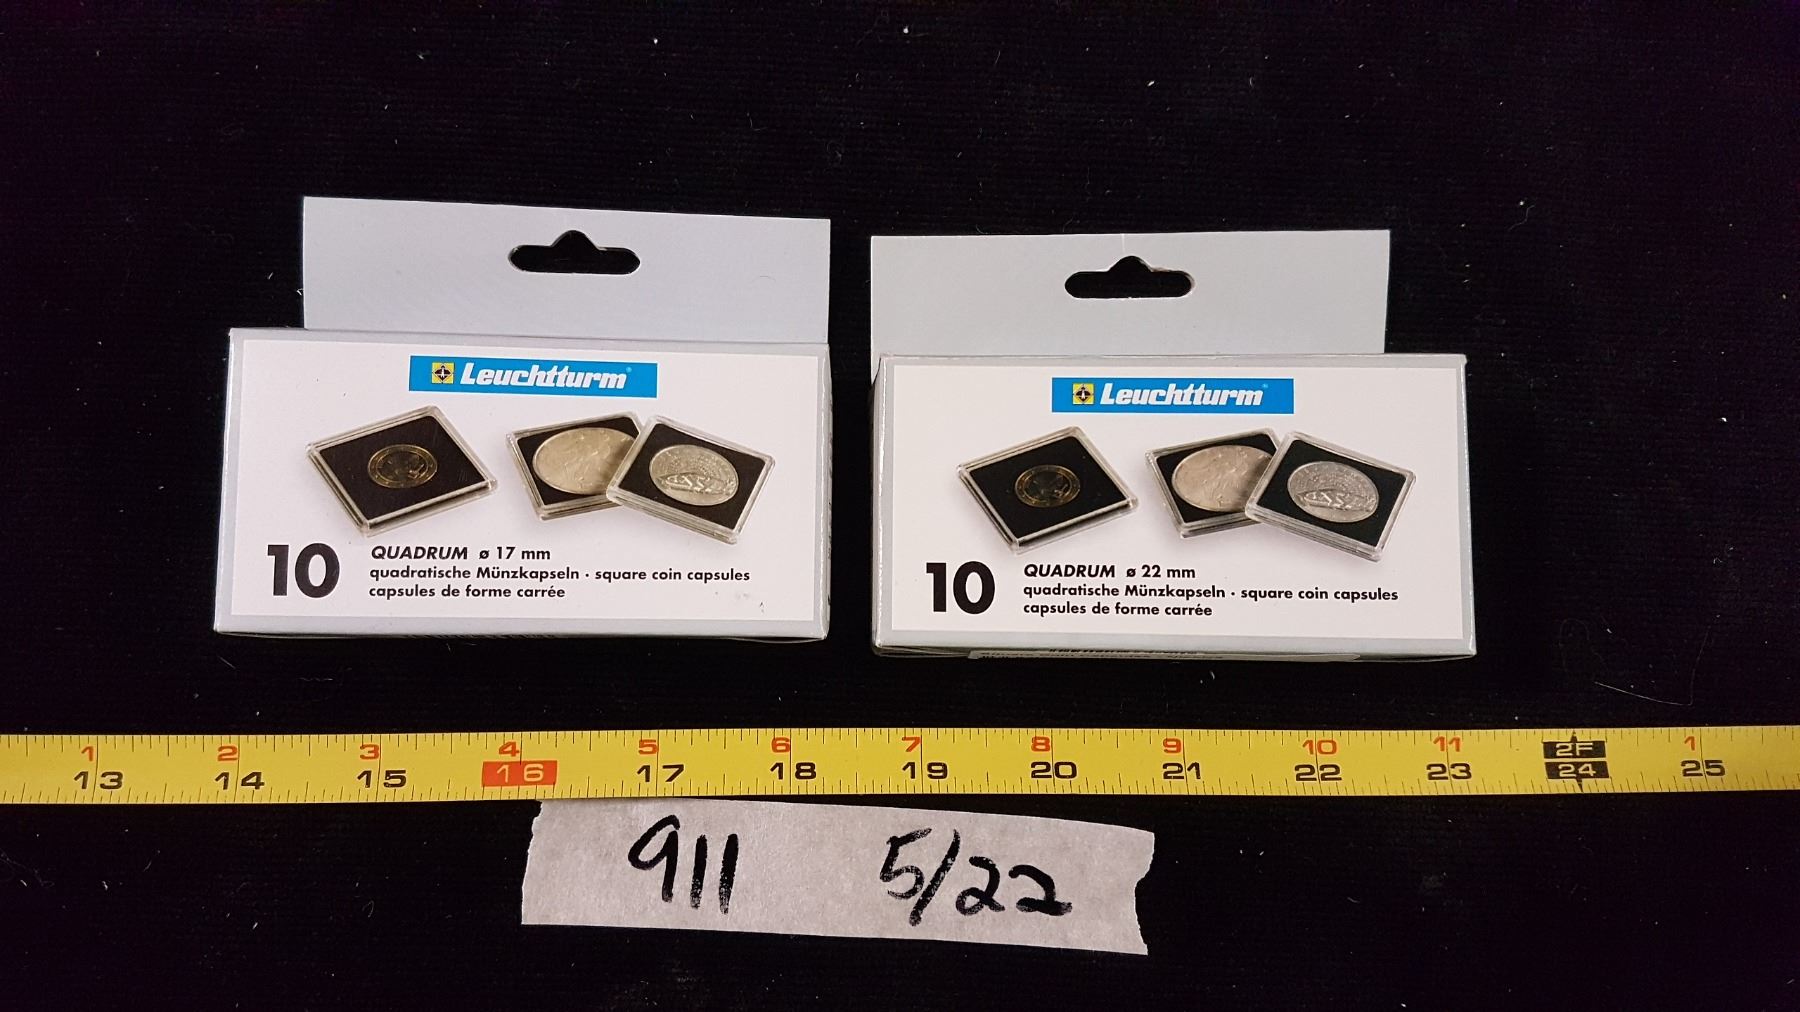 Leuchtturm
10
QUADRUM ø 17 mm
quadratische Münzkapseln · square coin capsules
capsules de forme carrée
Leuchtturm
10
QUADRUM ø 22 mm
quadratische Münzkapseln · square coin capsules
capsules de forme carrée
1 2 3 4 5 6 7 8 9 10 11 2F 1
13 14 15 16 17 18 19 20 21 22 23 24 25
911 5/22